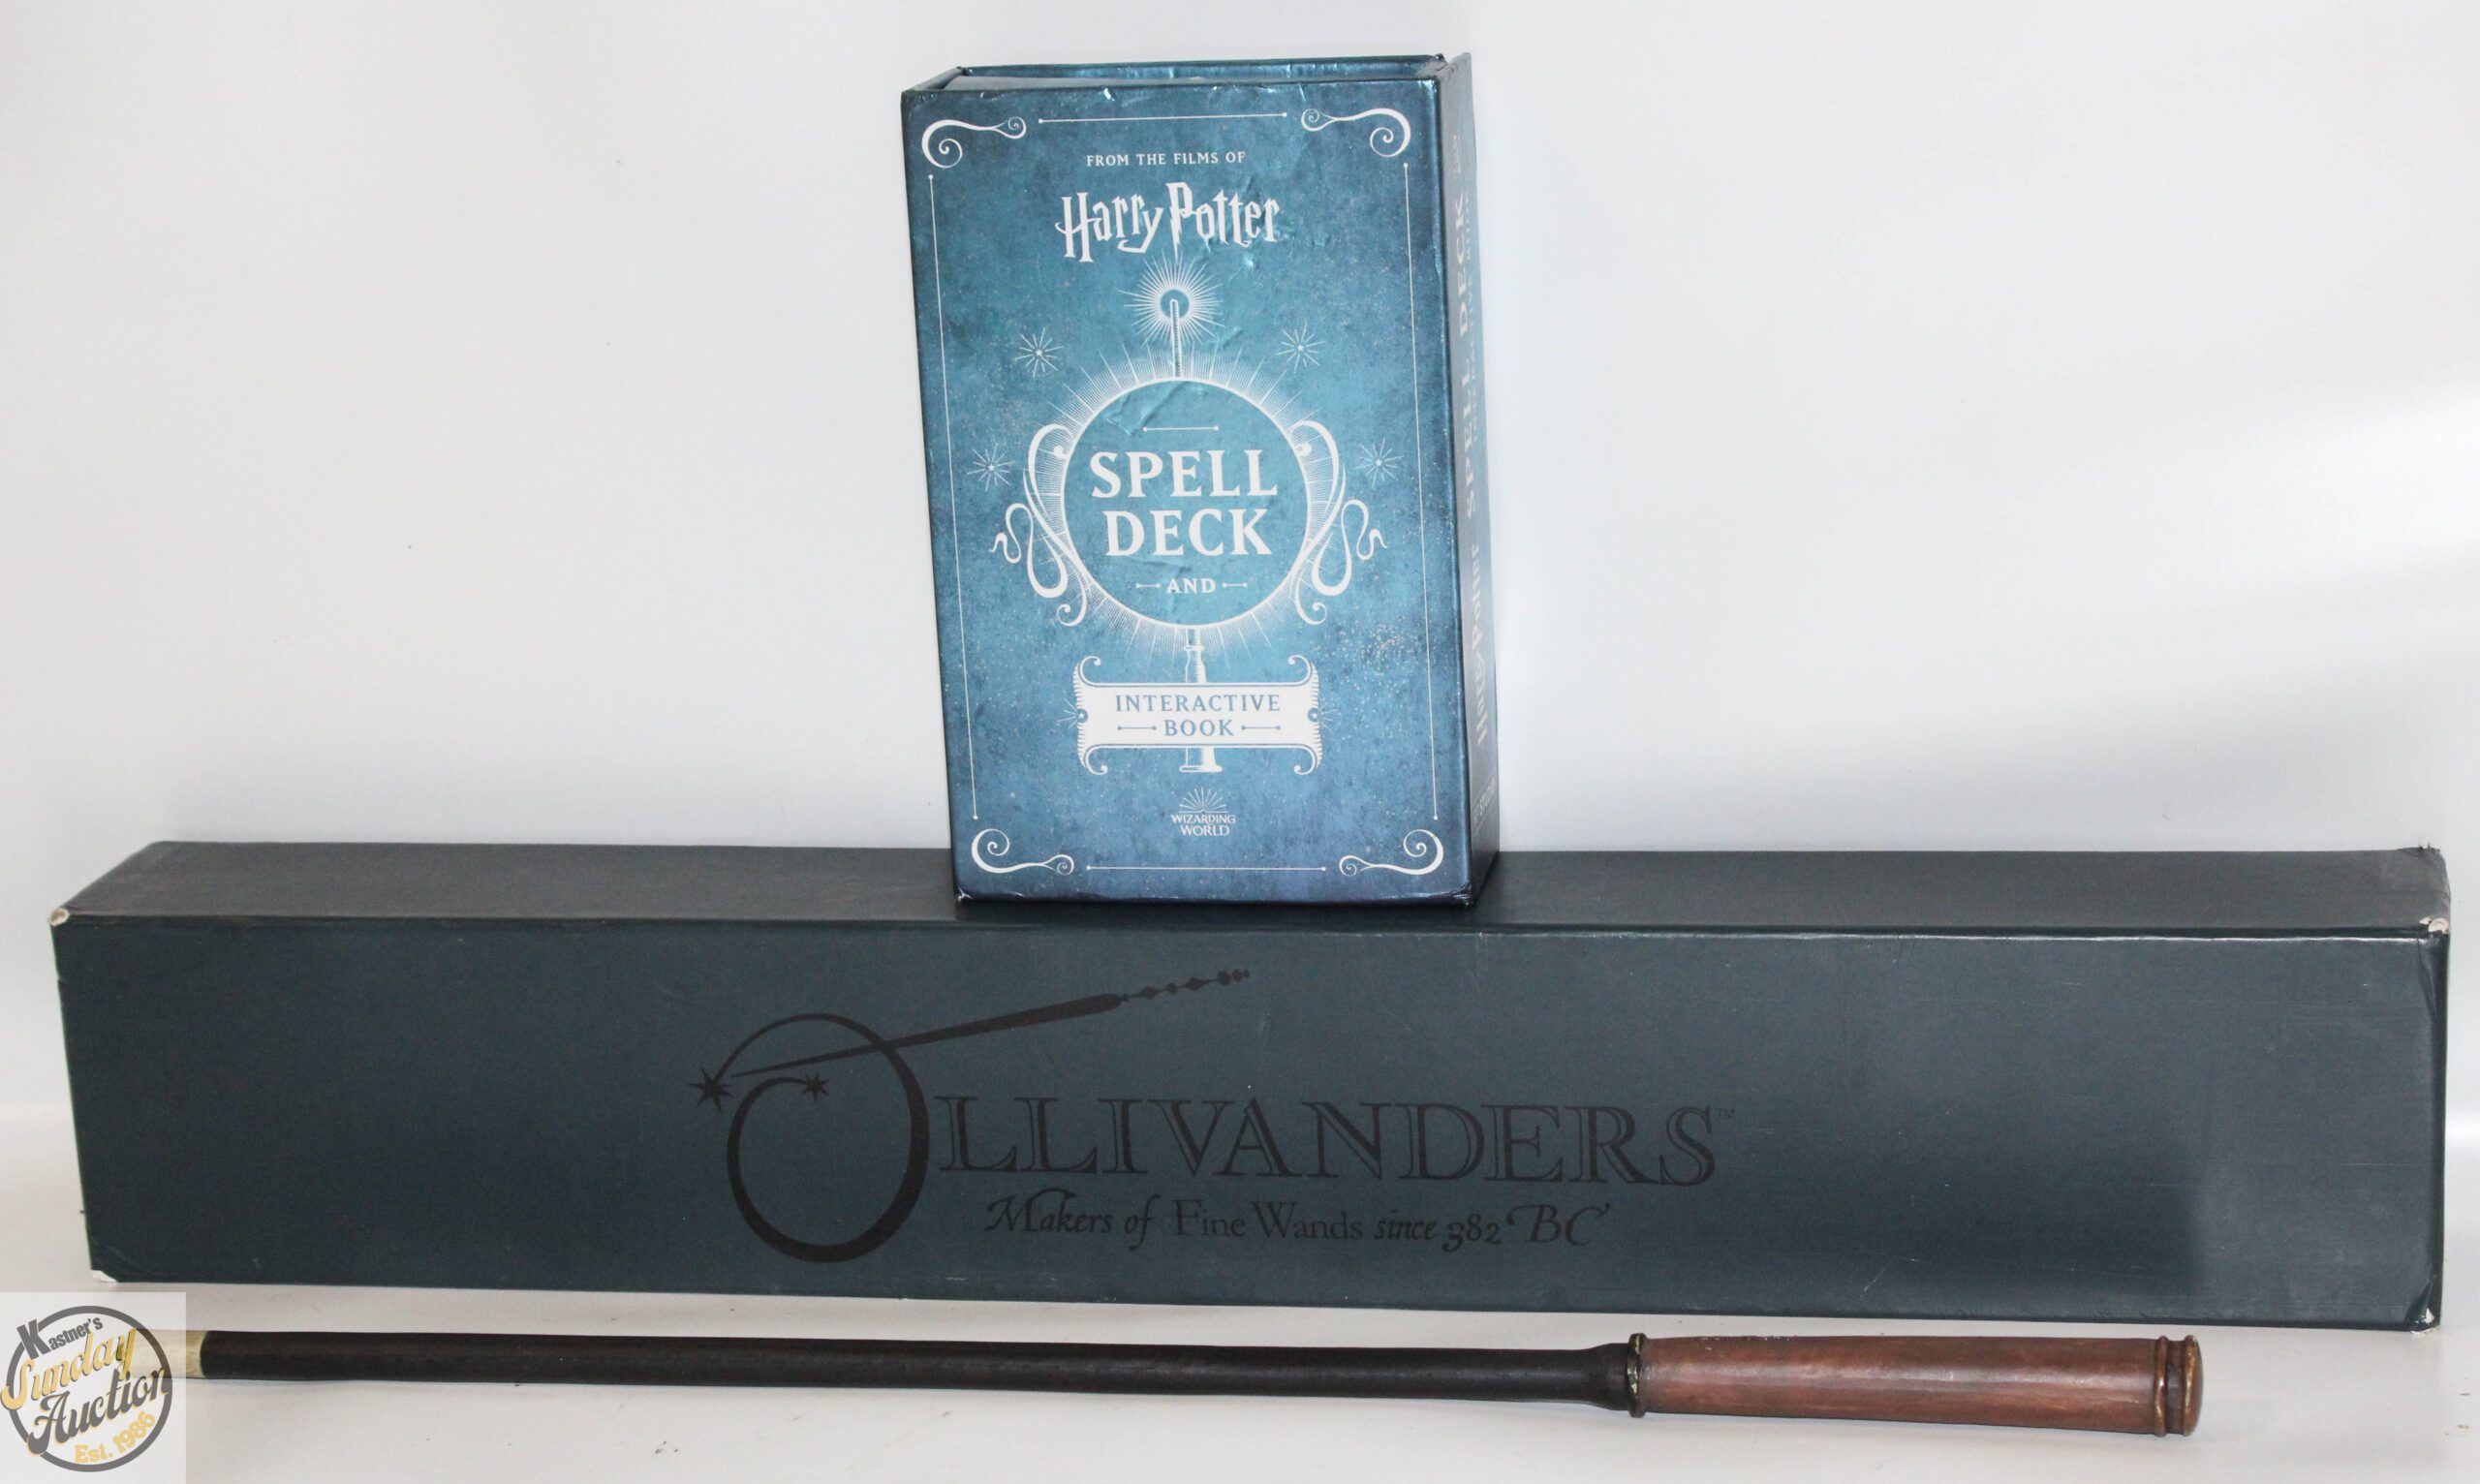 FROM THE FILMS OF
Harry Potter
SPELL
DECK
AND
INTERACTIVE
BOOK
WIZARDING
WORLD
Harry Potter SPELL DECK
OLLIVANDERS™
Makers of Fine Wands since 382 BC
Kastner's
Sunday
Auction
Est. 1986